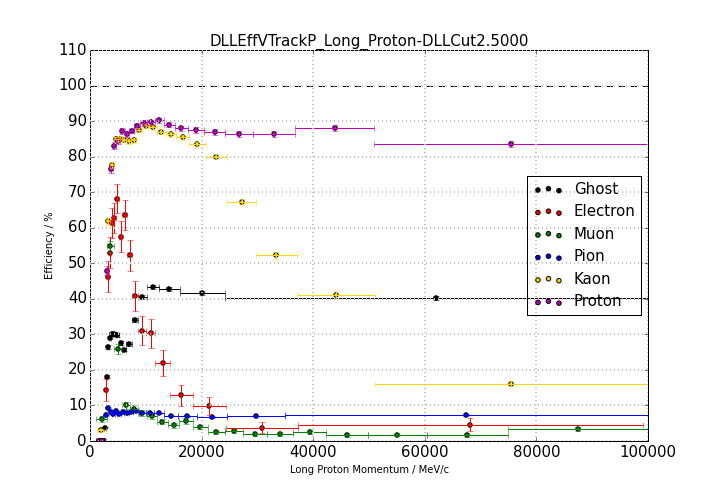 DLLEffVTrackP_Long_Proton-DLLCut2.5000
110
100
90
80
70
60
50
40
30
20
10
0
Efficiency / %
Ghost
Electron
Muon
Pion
Kaon
Proton
0 20000 40000 60000 80000 100000
Long Proton Momentum / MeV/c